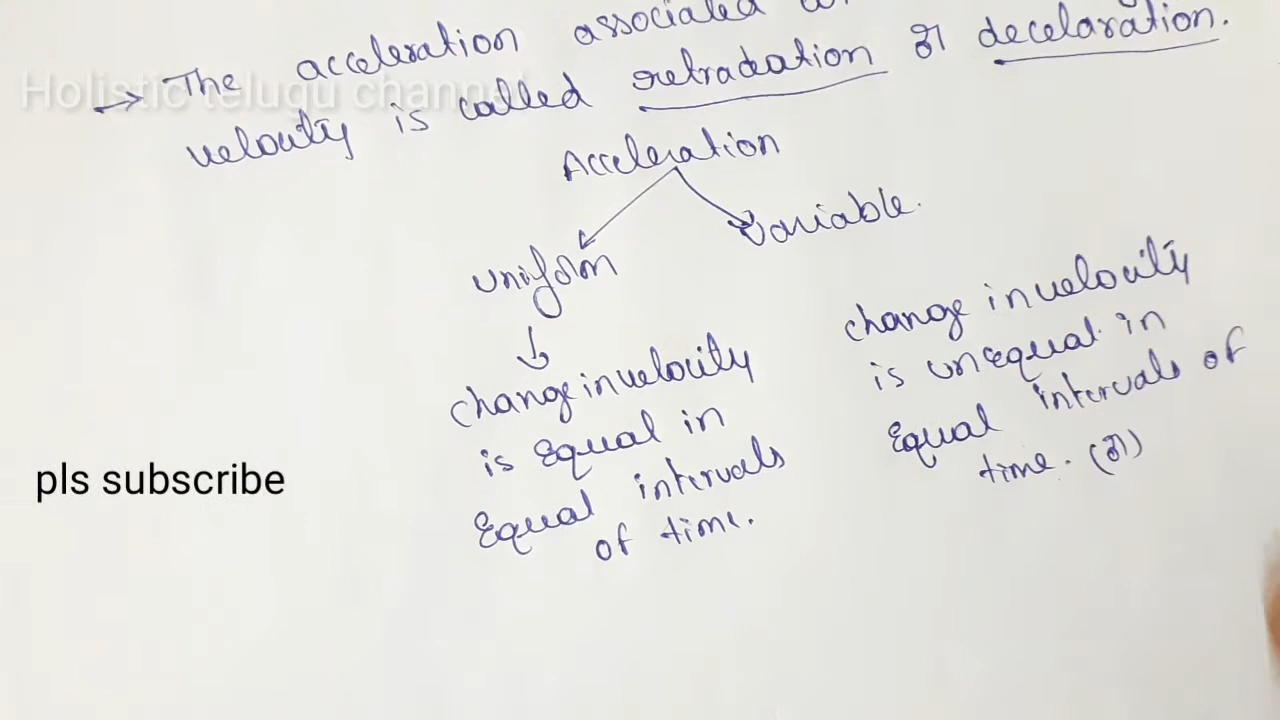 → The acceleration associated
velocity is called retradation or decelaration.
Holistic telugu channel
Acceleration
uniform
variable.
change in velocity
is equal in
Equal intervals
of time.
change in velocity
is unequal in
Equal intervals of
time. (or)
pls subscribe